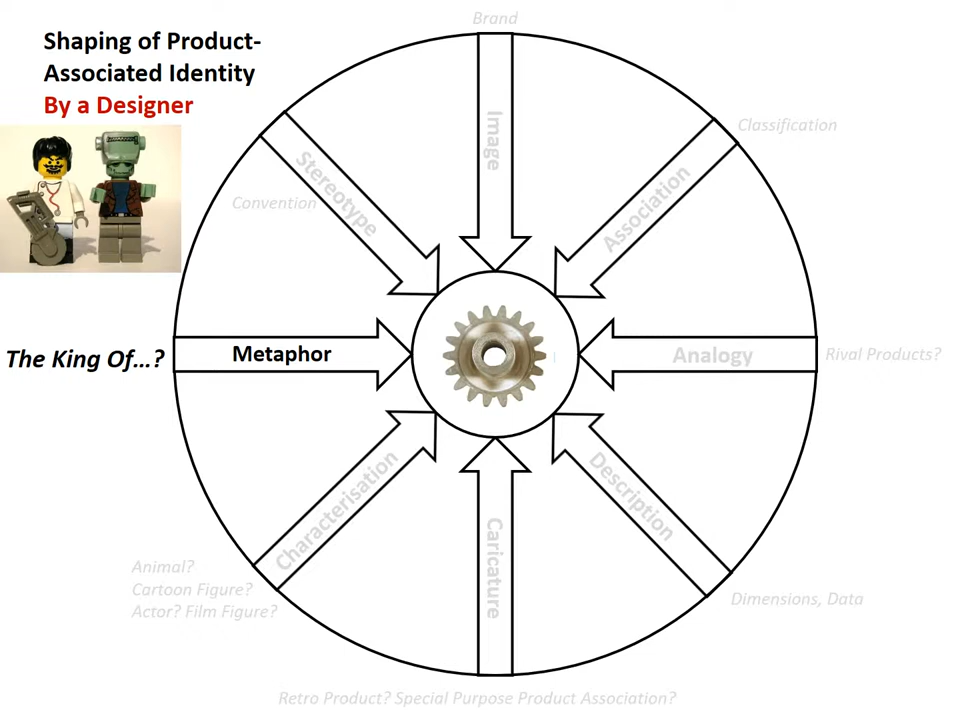 Brand
Shaping of Product-
Associated Identity
By a Designer
Image
Classification
Stereotype
Association
Convention
The King Of…?
Metaphor
Analogy
Rival Products?
Characterisation
Description
Caricature
Animal?
Cartoon Figure?
Actor? Film Figure?
Dimensions, Data
Retro Product? Special Purpose Product Association?